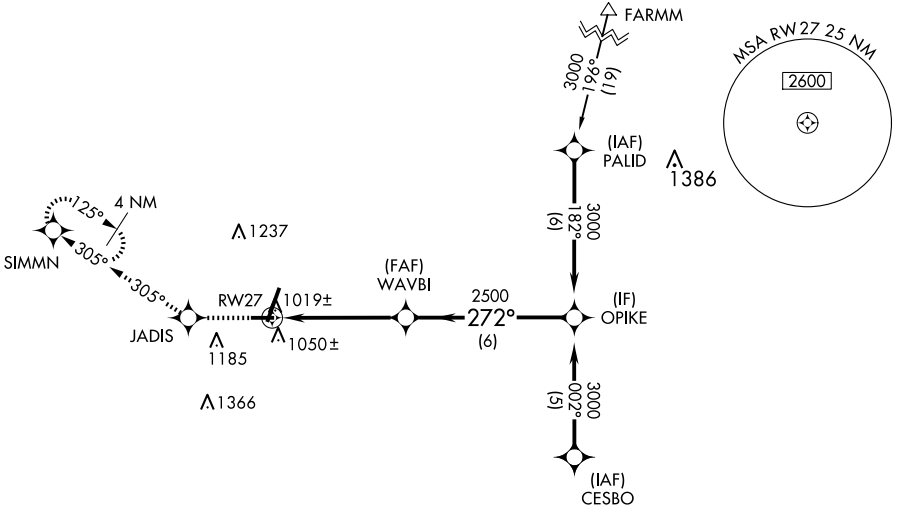 FARMM
MSA RW27 25 NM
2600
3000
196°
(19)
(IAF)
PALID
1386
3000
182°
(6)
4 NM
125°
305°
305°
SIMMN
1237
(FAF)
WAVBI
RW27
1019±
1050±
JADIS
1185
1366
2500
272°
(6)
(IF)
OPIKE
3000
002°
(5)
(IAF)
CESBO